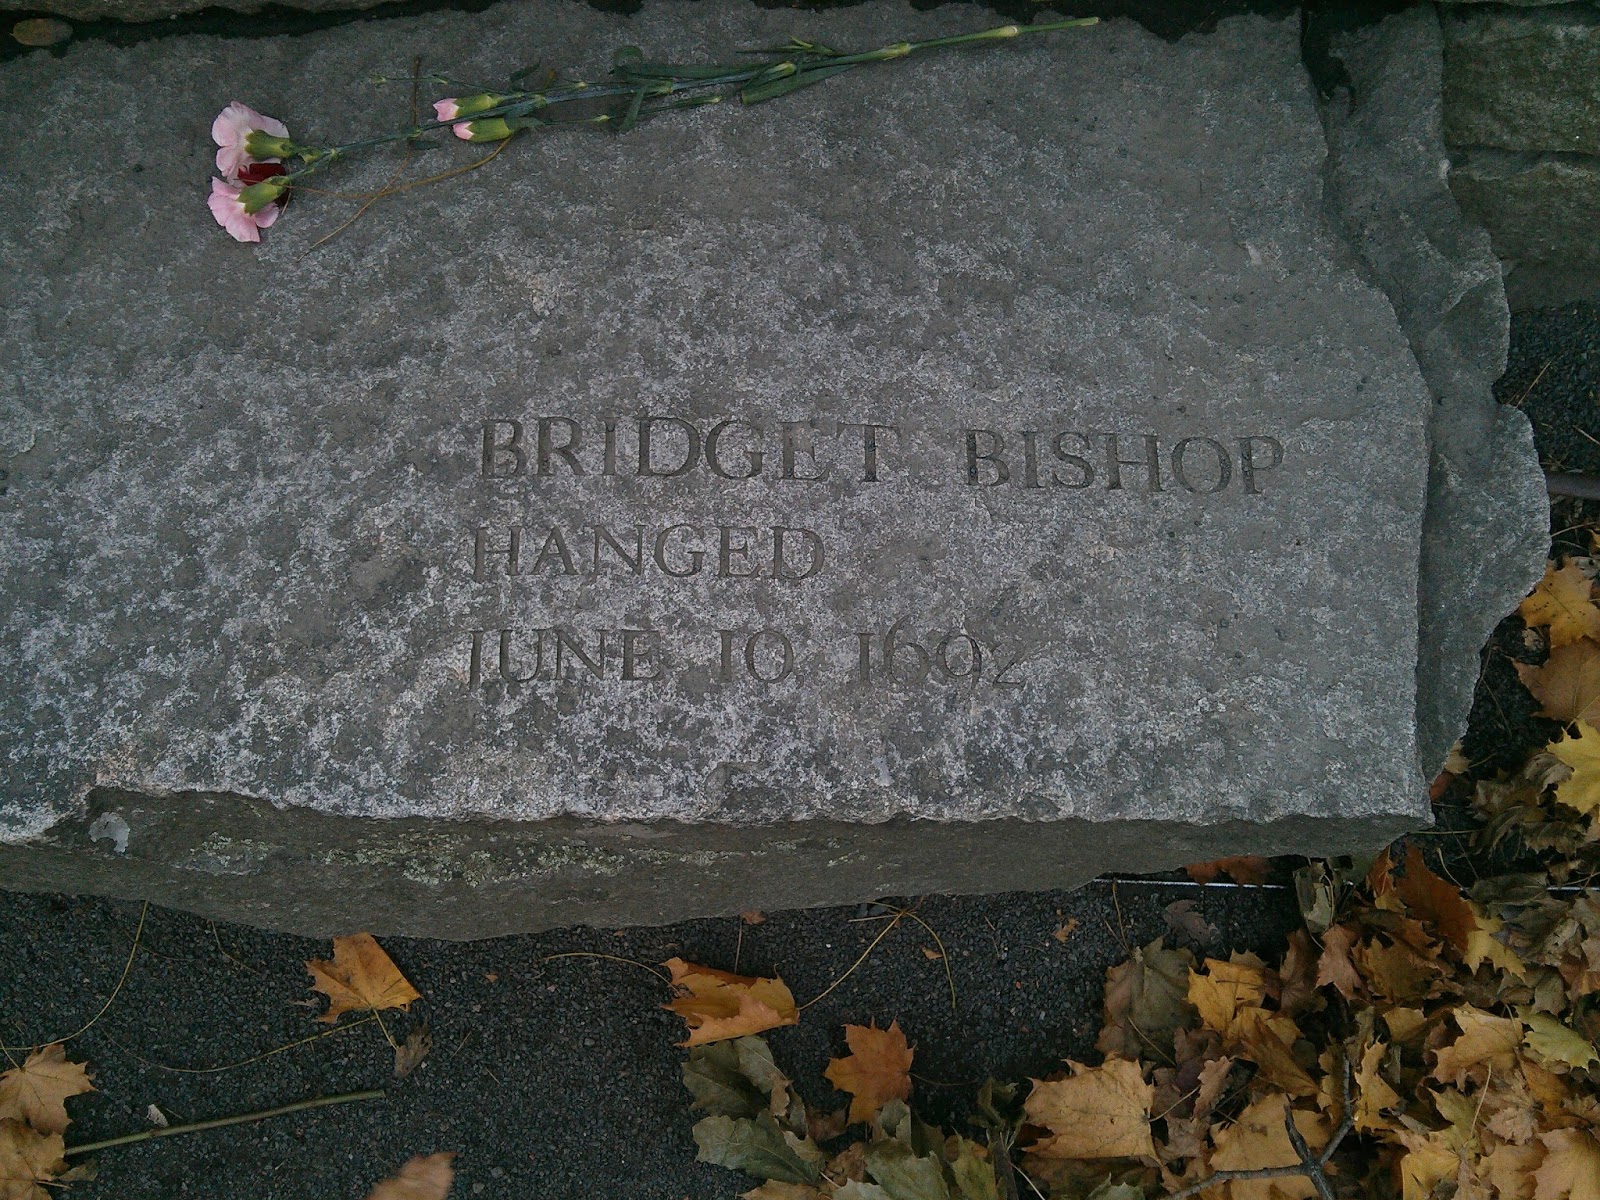 BRIDGET BISHOP
HANGED
JUNE 10, 1692